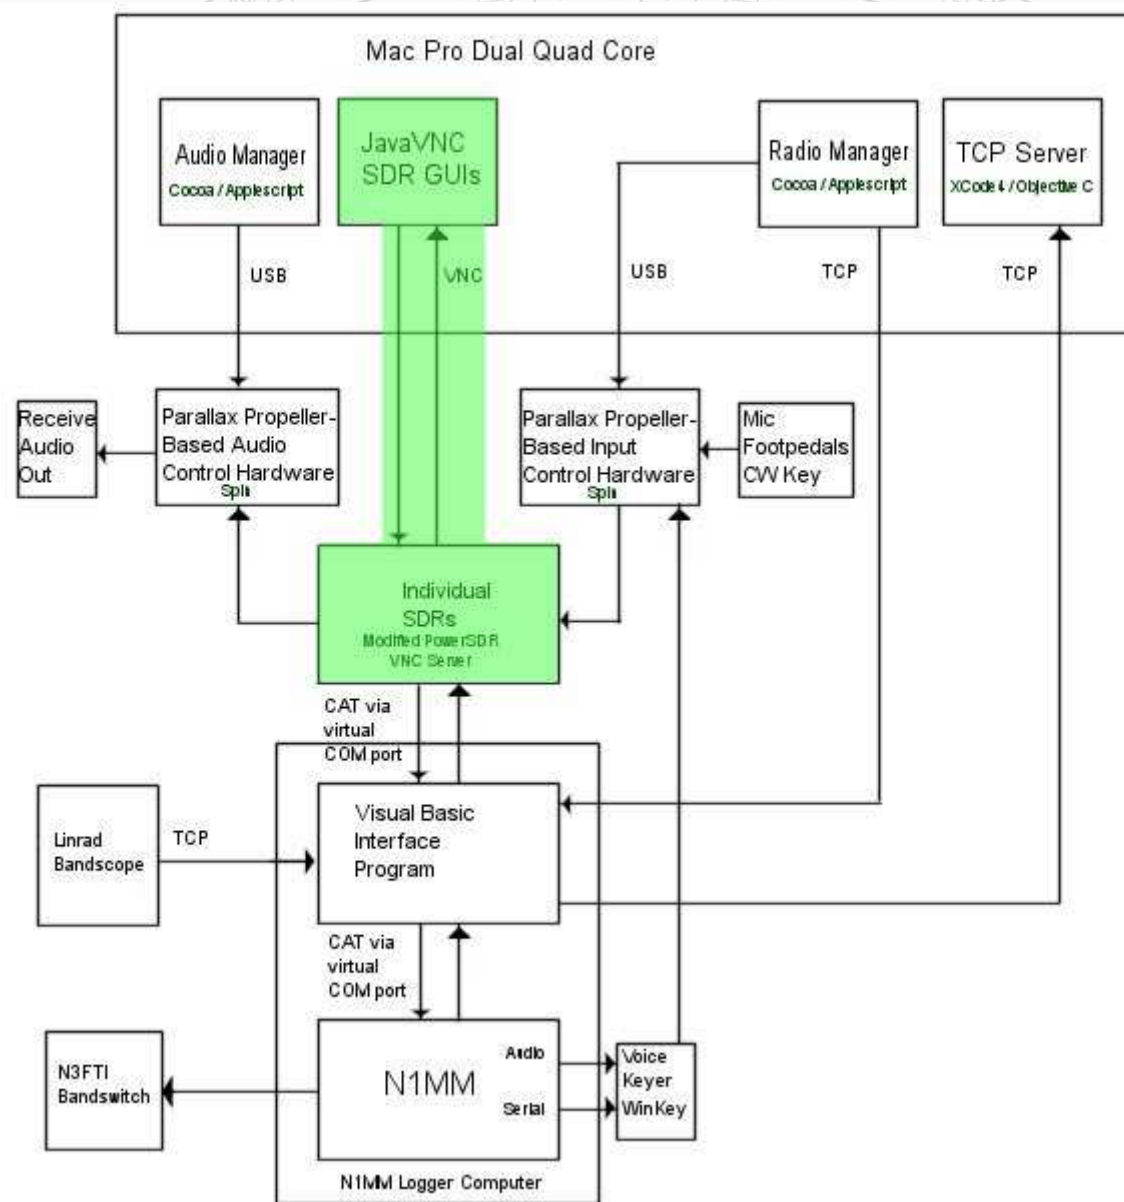 Mac Pro Dual Quad Core
Audio Manager
Cocoa / Applescript
JavaVNC
SDR GUIs
Radio Manager
Cocoa / Applescript
TCP Server
XCode4 / Objective C
USB
VNC
USB
TCP
TCP
Receive
Audio
Out
Parallax Propeller-
Based Audio
Control Hardware
Spin
Parallax Propeller-
Based Input
Control Hardware
Spin
Mic
Footpedals
CW Key
Individual
SDRs
Modified PowerSDR
VNC Server
CAT via
virtual
COM port
Linrad
Bandscope
TCP
Visual Basic
Interface
Program
CAT via
virtual
COM port
N3FTI
Bandswitch
N1MM
Audio
Serial
Voice
Keyer
WinKey
N1MM Logger Computer